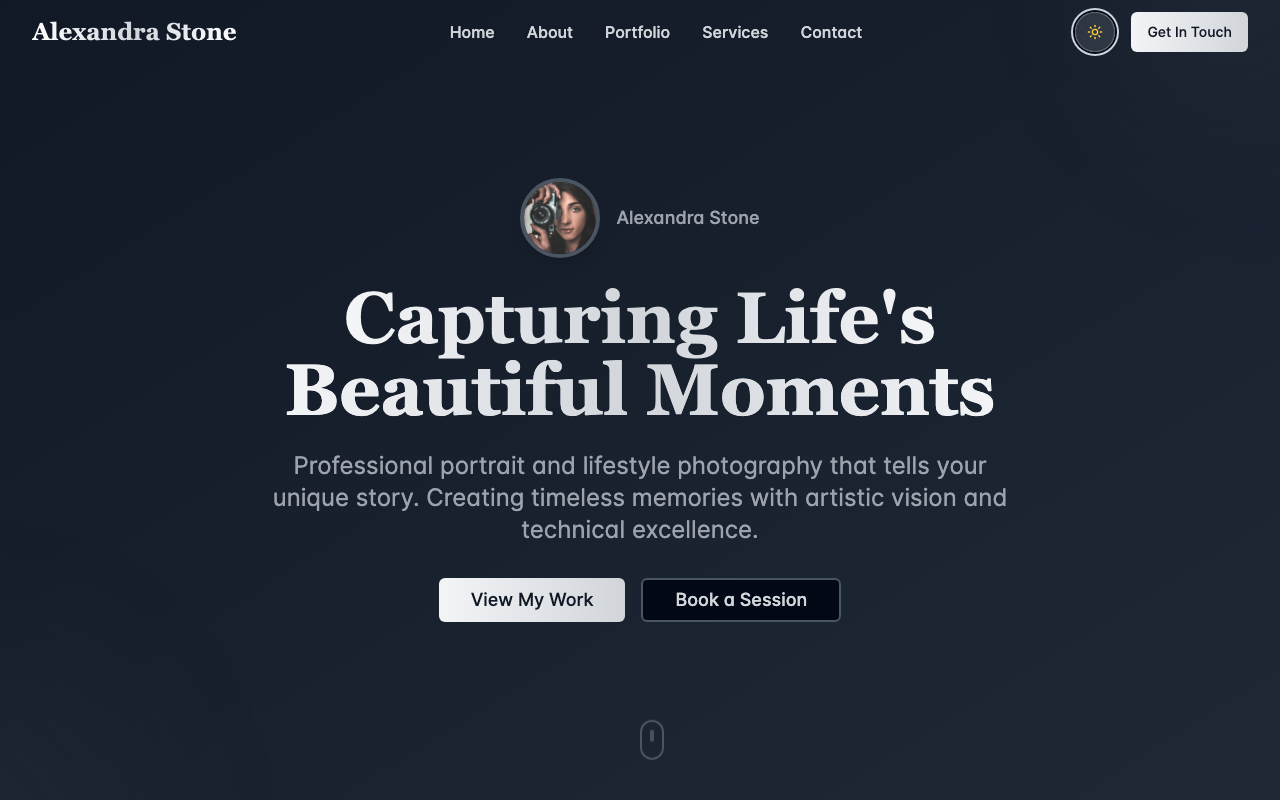 Alexandra Stone
Home
About
Portfolio
Services
Contact
Get In Touch
Alexandra Stone
Capturing Life's
Beautiful Moments
Professional portrait and lifestyle photography that tells your
unique story. Creating timeless memories with artistic vision and
technical excellence.
View My Work
Book a Session